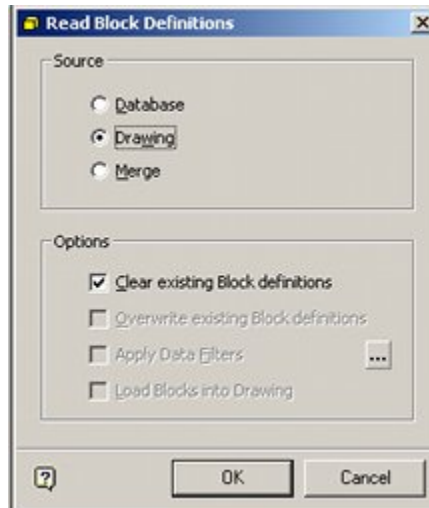 Read Block Definitions
Source
Database
Drawing
Merge
Options
Clear existing Block definitions
Overwrite existing Block definitions
Apply Data Filters
...
Load Blocks into Drawing
OK
Cancel